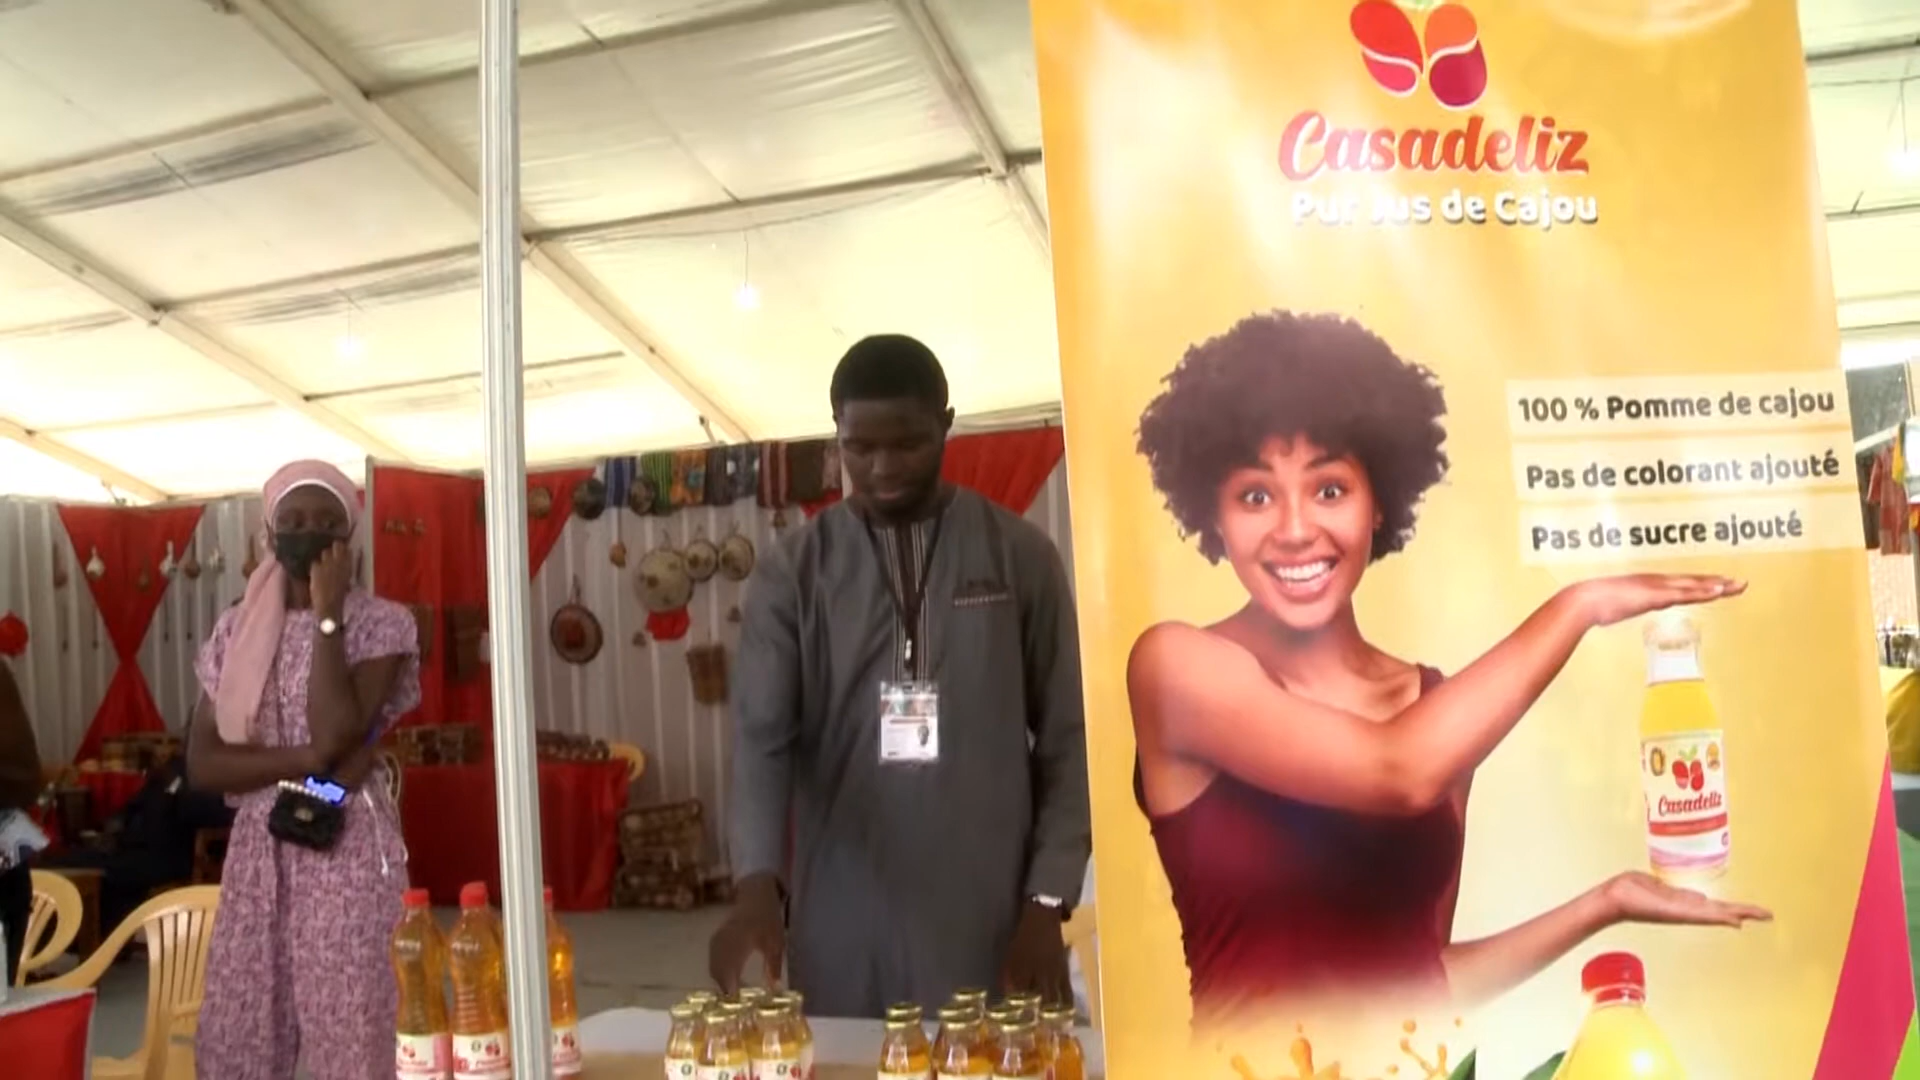 Casadeliz
Pur Jus de Cajou
100 % Pomme de cajou
Pas de colorant ajouté
Pas de sucre ajouté
Casadeliz